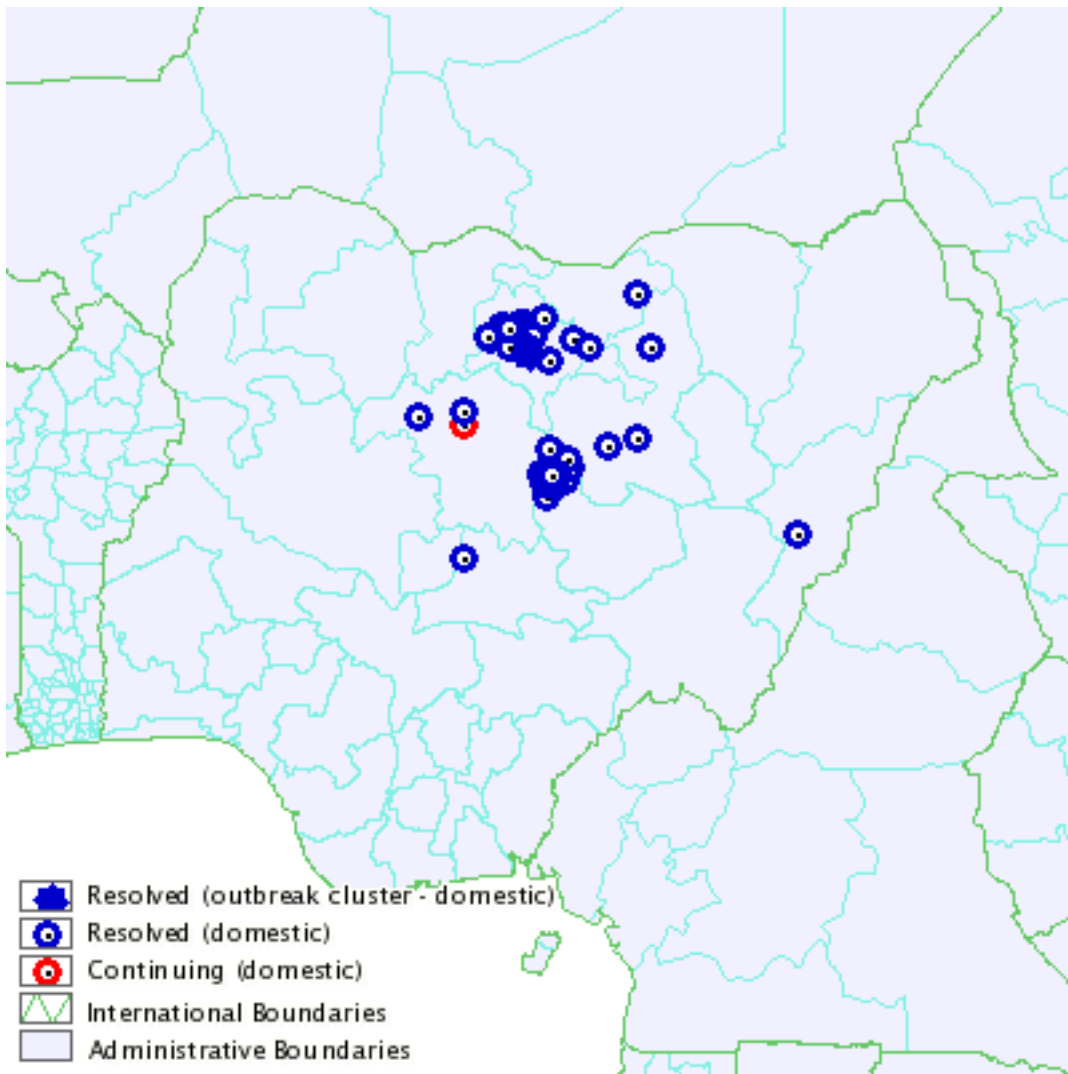 Resolved (outbreak cluster - domestic)
Resolved (domestic)
Continuing (domestic)
International Boundaries
Administrative Boundaries